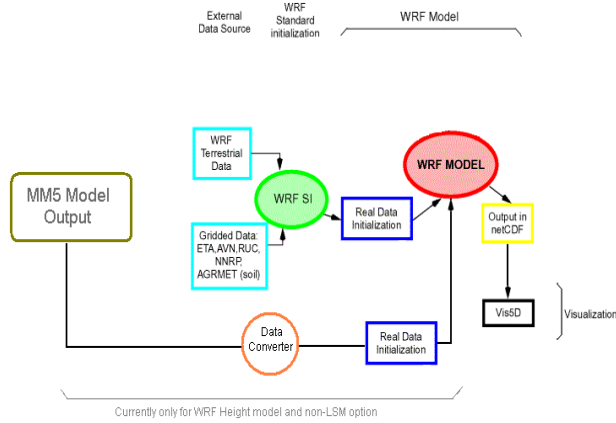 External
Data Source
WRF
Standard
initialization
WRF Model
WRF
Terrestrial
Data
WRF MODEL
MM5 Model
Output
WRF SI
Real Data
Initialization
Output in
netCDF
Gridded Data:
ETA,AVN,RUC,
NNRP,
AGRMET (soil)
Vis5D
Visualization
Data
Converter
Real Data
Initialization
Currently only for WRF Height model and non-LSM option